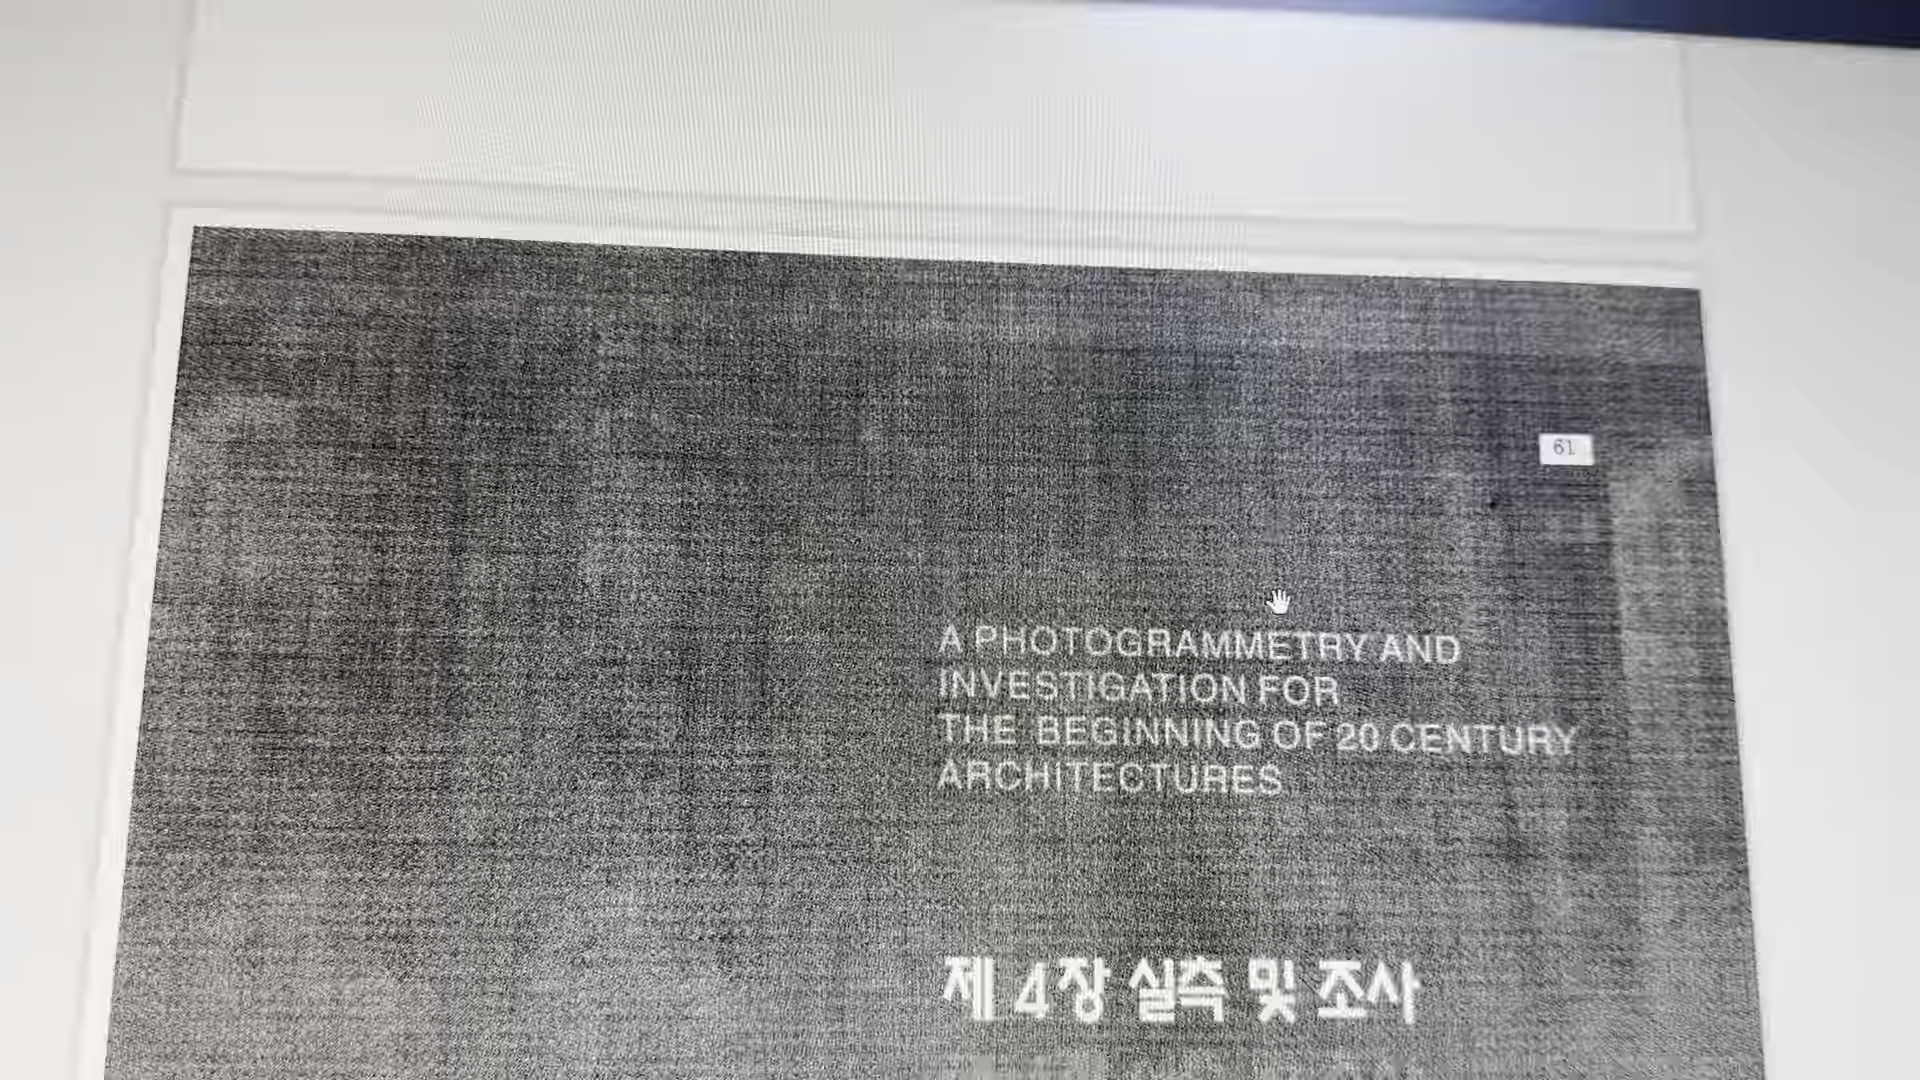 61
A PHOTOGRAMMETRY AND
INVESTIGATION FOR
THE BEGINNING OF 20 CENTURY
ARCHITECTURES
제 4 장 실측 및 조사